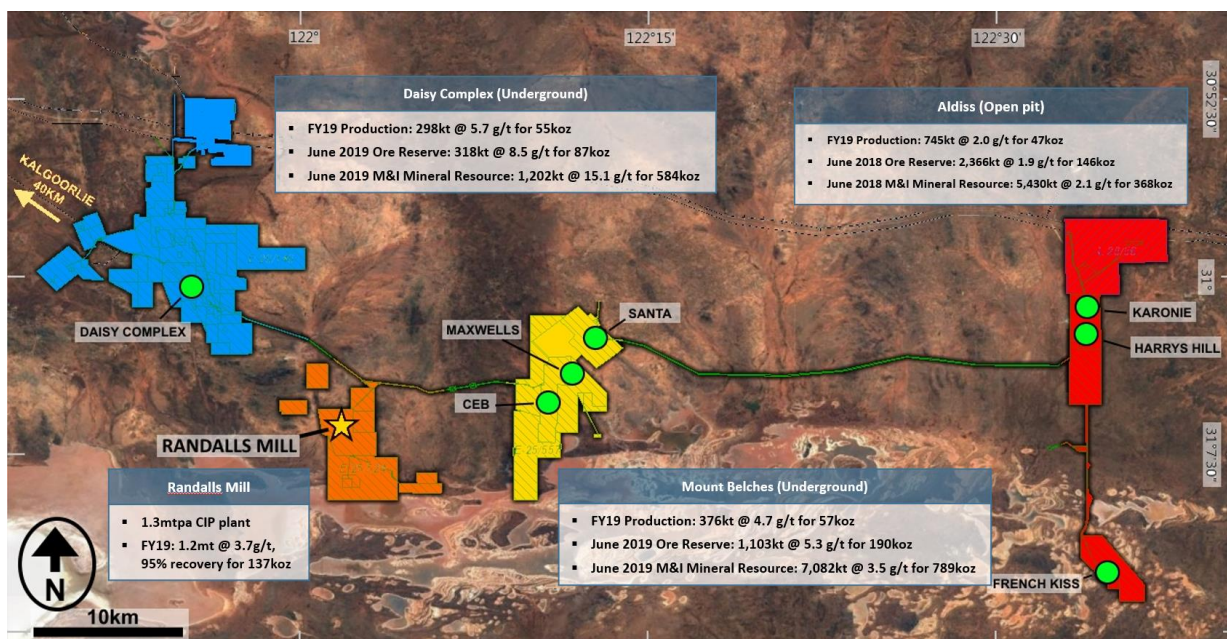 122°
122°15'
122°30'
30°52'30"
31°
31°7'30"
Daisy Complex (Underground)
▪ FY19 Production: 298kt @ 5.7 g/t for 55koz
▪ June 2019 Ore Reserve: 318kt @ 8.5 g/t for 87koz
▪ June 2019 M&I Mineral Resource: 1,202kt @ 15.1 g/t for 584koz
Aldiss (Open pit)
▪ FY19 Production: 745kt @ 2.0 g/t for 47koz
▪ June 2018 Ore Reserve: 2,366kt @ 1.9 g/t for 146koz
▪ June 2018 M&I Mineral Resource: 5,430kt @ 2.1 g/t for 368koz
KALGOORLIE
40KM
DAISY COMPLEX
MAXWELLS
SANTA
CEB
KARONIE
HARRYS HILL
RANDALLS MILL
Randalls Mill
▪ 1.3mtpa CIP plant
▪ FY19: 1.2mt @ 3.7g/t,
95% recovery for 137koz
Mount Belches (Underground)
▪ FY19 Production: 376kt @ 4.7 g/t for 57koz
▪ June 2019 Ore Reserve: 1,103kt @ 5.3 g/t for 190koz
▪ June 2019 M&I Mineral Resource: 7,082kt @ 3.5 g/t for 789koz
FRENCH KISS
N
10km